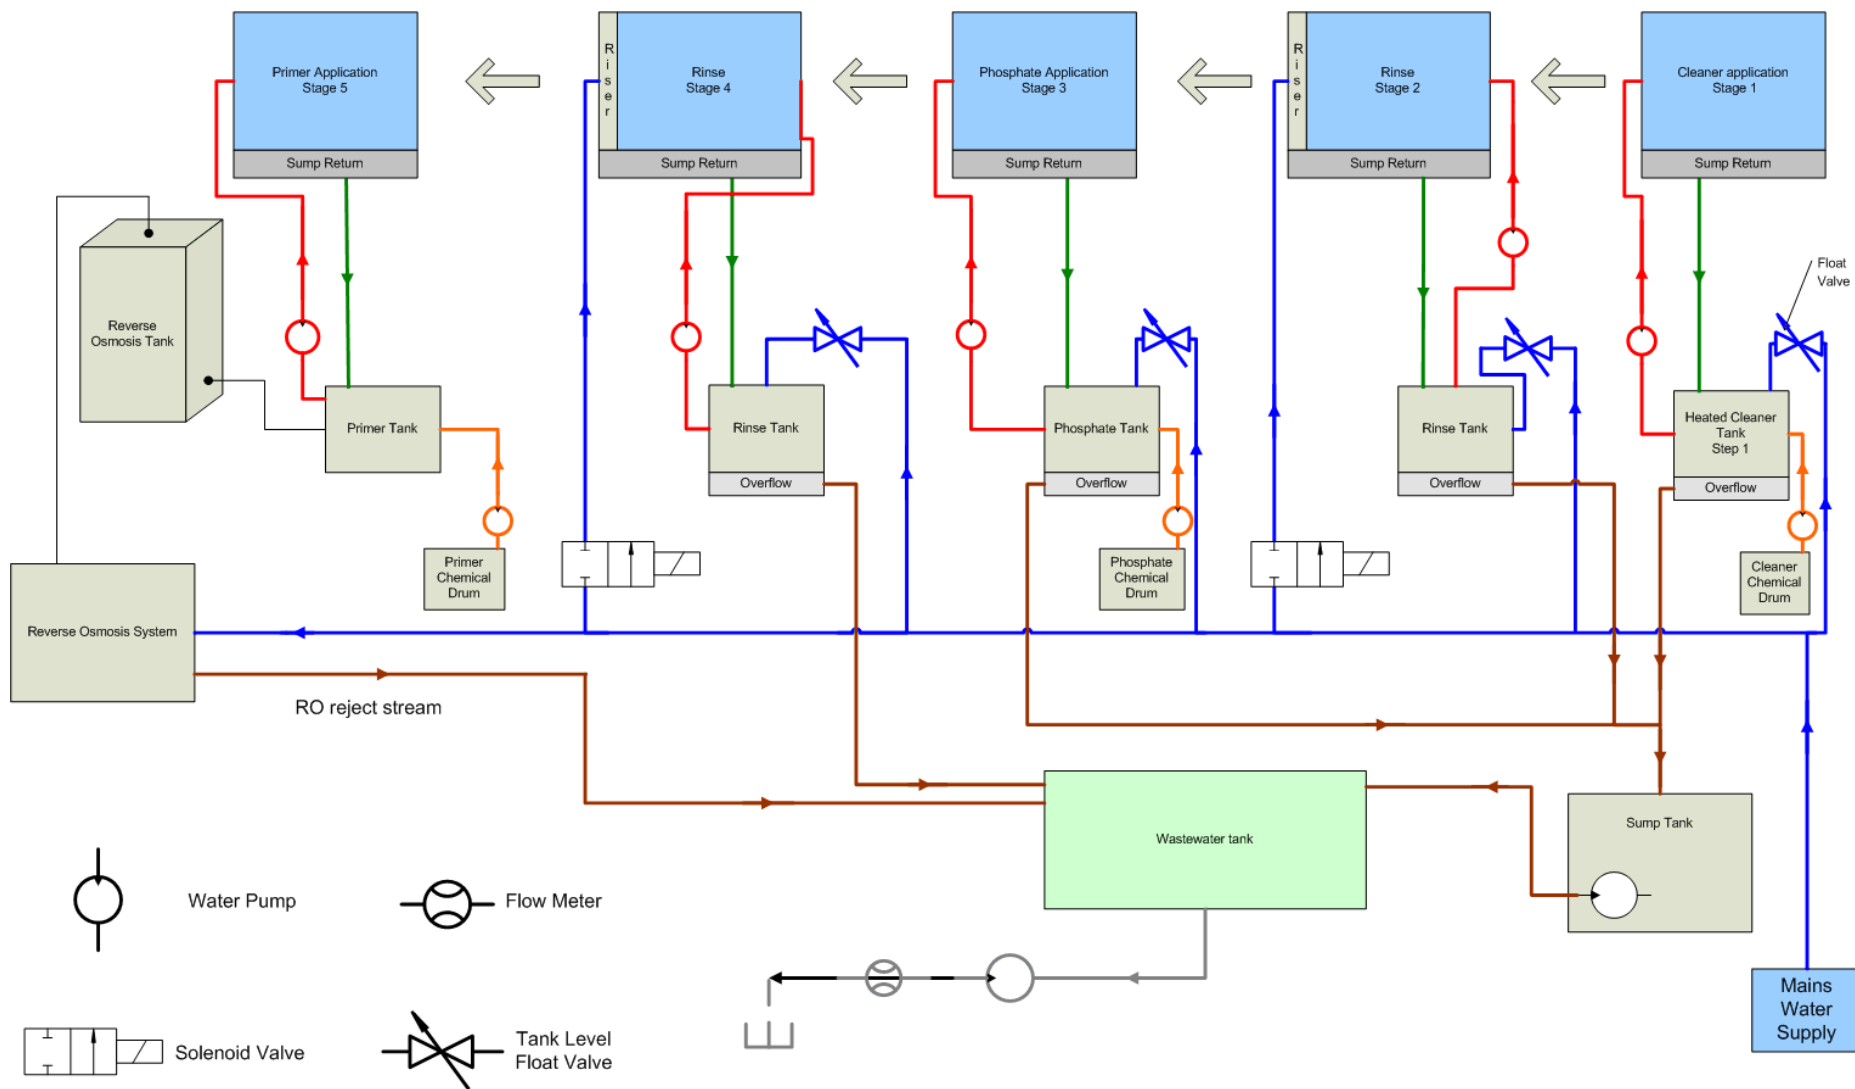 Primer Application
Stage 5
Sump Return
Riser
Rinse
Stage 4
Sump Return
Phosphate Application
Stage 3
Sump Return
Riser
Rinse
Stage 2
Sump Return
Cleaner application
Stage 1
Sump Return
Float
Valve
Reverse
Osmosis Tank
Primer Tank
Rinse Tank
Overflow
Phosphate Tank
Overflow
Rinse Tank
Overflow
Heated Cleaner
Tank
Step 1
Overflow
Primer
Chemical
Drum
Phosphate
Chemical
Drum
Cleaner
Chemical
Drum
Reverse Osmosis System
RO reject stream
Wastewater tank
Sump Tank
Water Pump
Flow Meter
Solenoid Valve
Tank Level
Float Valve
Mains
Water
Supply